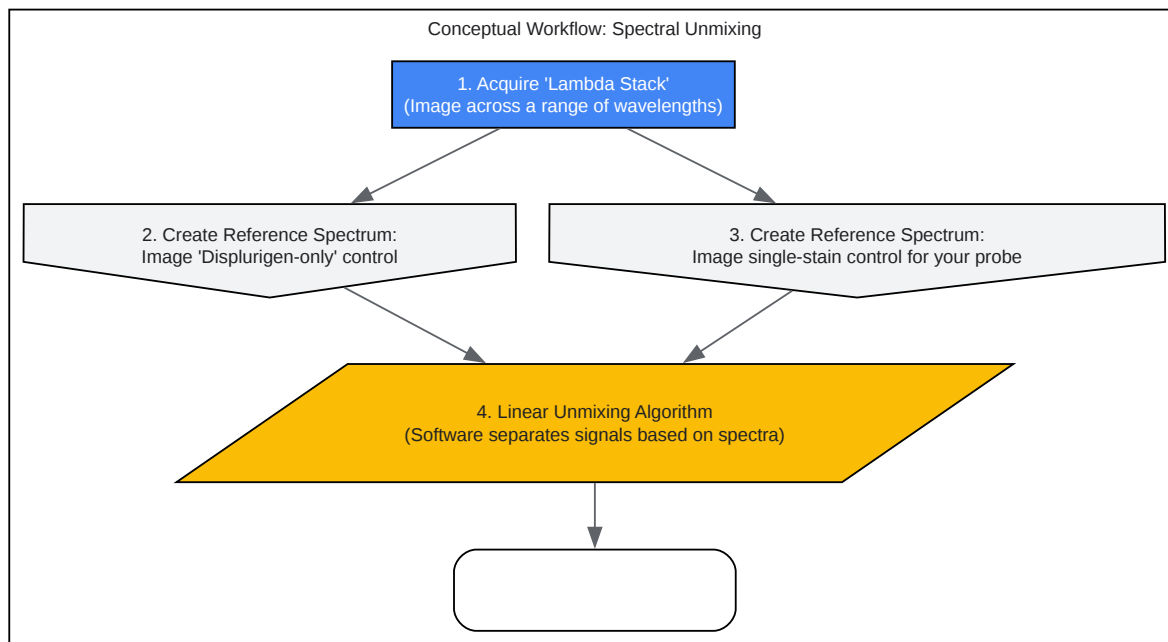 Conceptual Workflow: Spectral Unmixing
1. Acquire 'Lambda Stack'
(Image across a range of wavelengths)
2. Create Reference Spectrum:
Image 'Displurigen-only' control
3. Create Reference Spectrum:
Image single-stain control for your probe
4. Linear Unmixing Algorithm
(Software separates signals based on spectra)